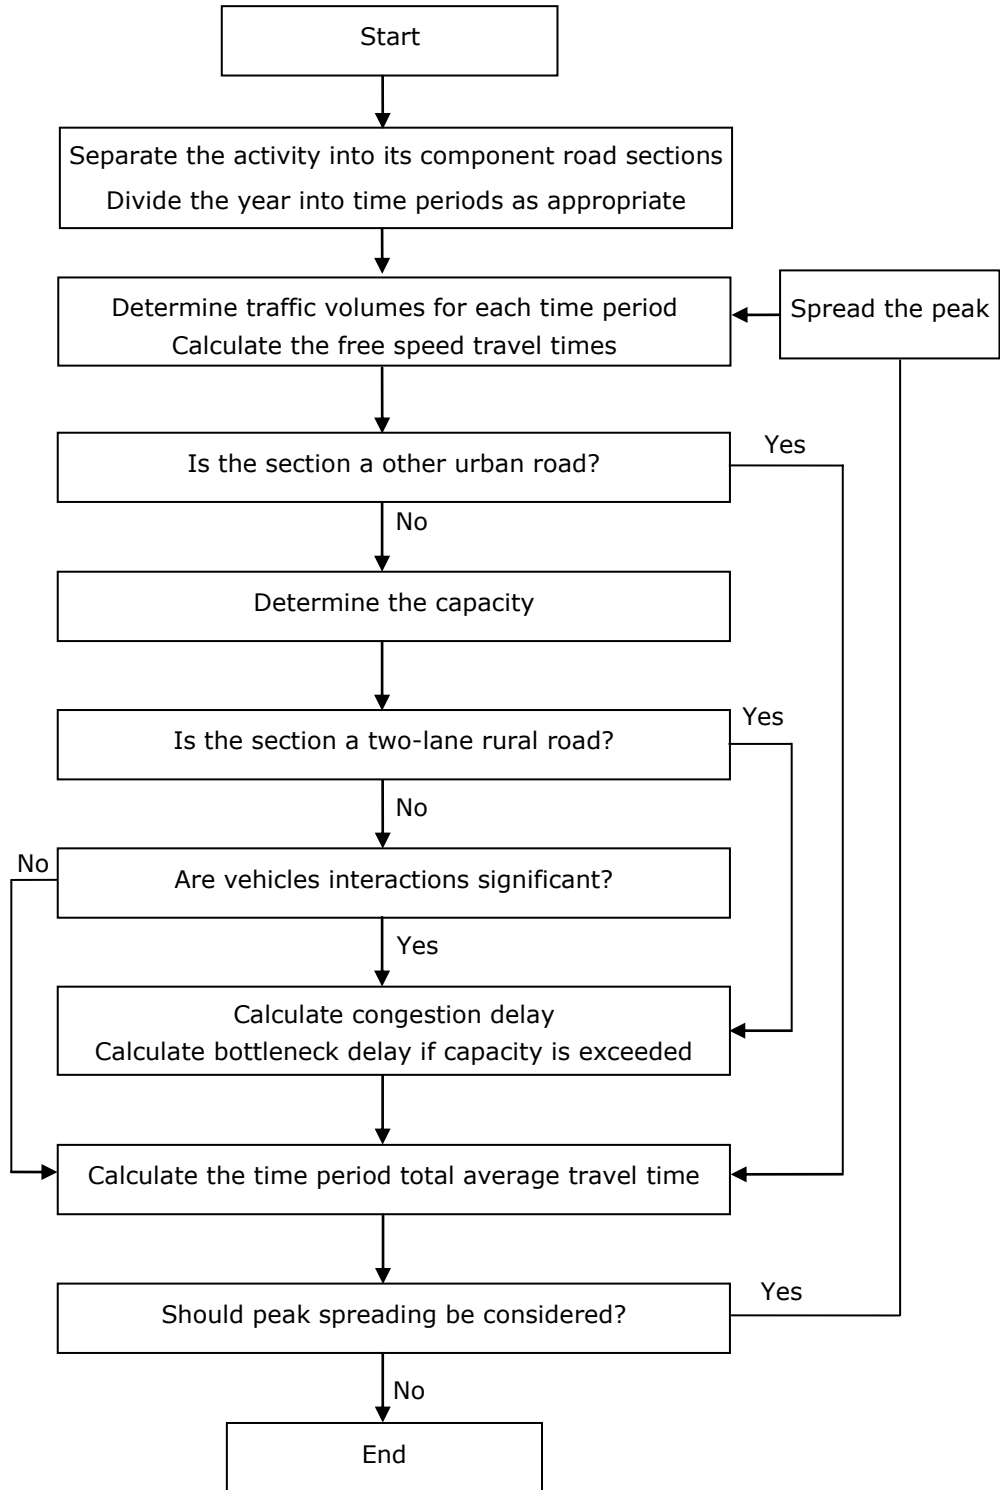 Start
Separate the activity into its component road sections
Divide the year into time periods as appropriate
Determine traffic volumes for each time period
Calculate the free speed travel times
Spread the peak
Is the section a other urban road?
Yes
No
Determine the capacity
Is the section a two-lane rural road?
Yes
No
Are vehicles interactions significant?
No
Yes
Calculate congestion delay
Calculate bottleneck delay if capacity is exceeded
Calculate the time period total average travel time
Should peak spreading be considered?
Yes
No
End